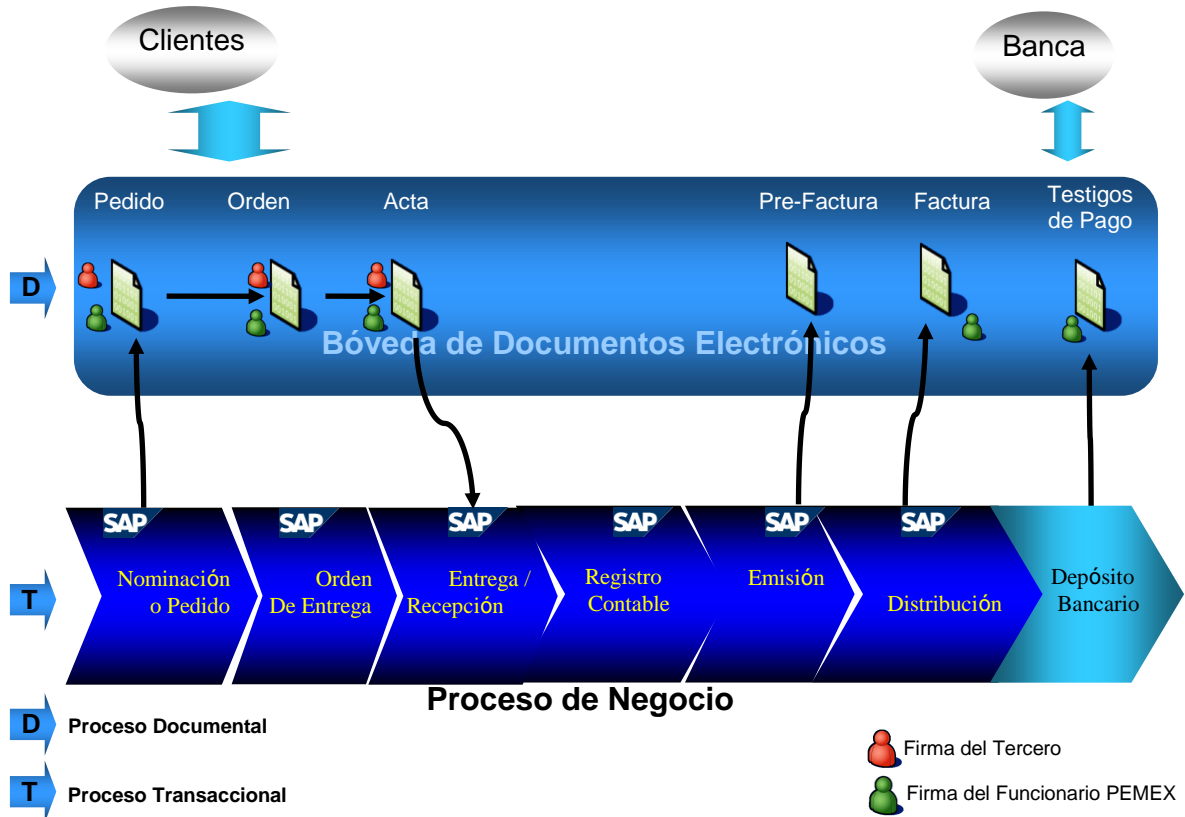 Clientes
Banca
Pedido
Orden
Acta
Pre-Factura
Factura
Testigos
de Pago
D
Bóveda de Documentos Electrónicos
SAP
SAP
SAP
SAP
SAP
SAP
T
Nominación
o Pedido
Orden
De Entrega
Entrega /
Recepción
Registro
Contable
Emisión
Distribución
Depósito
Bancario
Proceso de Negocio
D
Proceso Documental
T
Proceso Transaccional
Firma del Tercero
Firma del Funcionario PEMEX